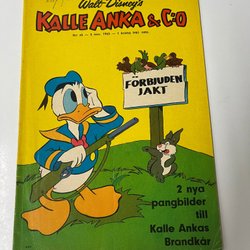 Walt Disney's
KALLE ANKA & C:O
FÖRBJUDEN
JAKT
2 nya
pangbilder
till
Kalle Ankas
Brandkår